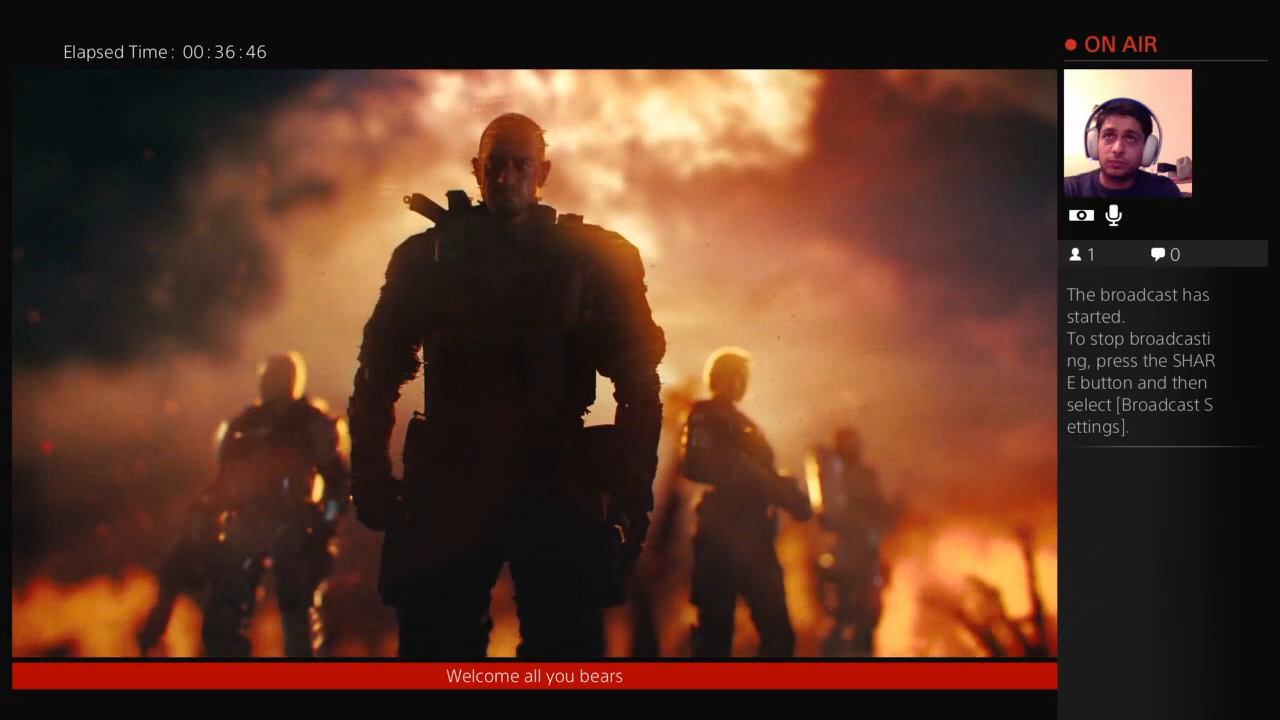 Elapsed Time: 00:36:46
ON AIR
1
0
The broadcast has
started.
To stop broadcasti
ng, press the SHAR
E button and then
select [Broadcast S
ettings].
Welcome all you bears